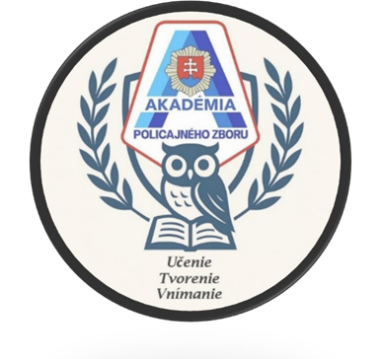 AKADÉMIA
POLICAJNÉHO ZBORU
Učenie
Tvorenie
Vnímanie